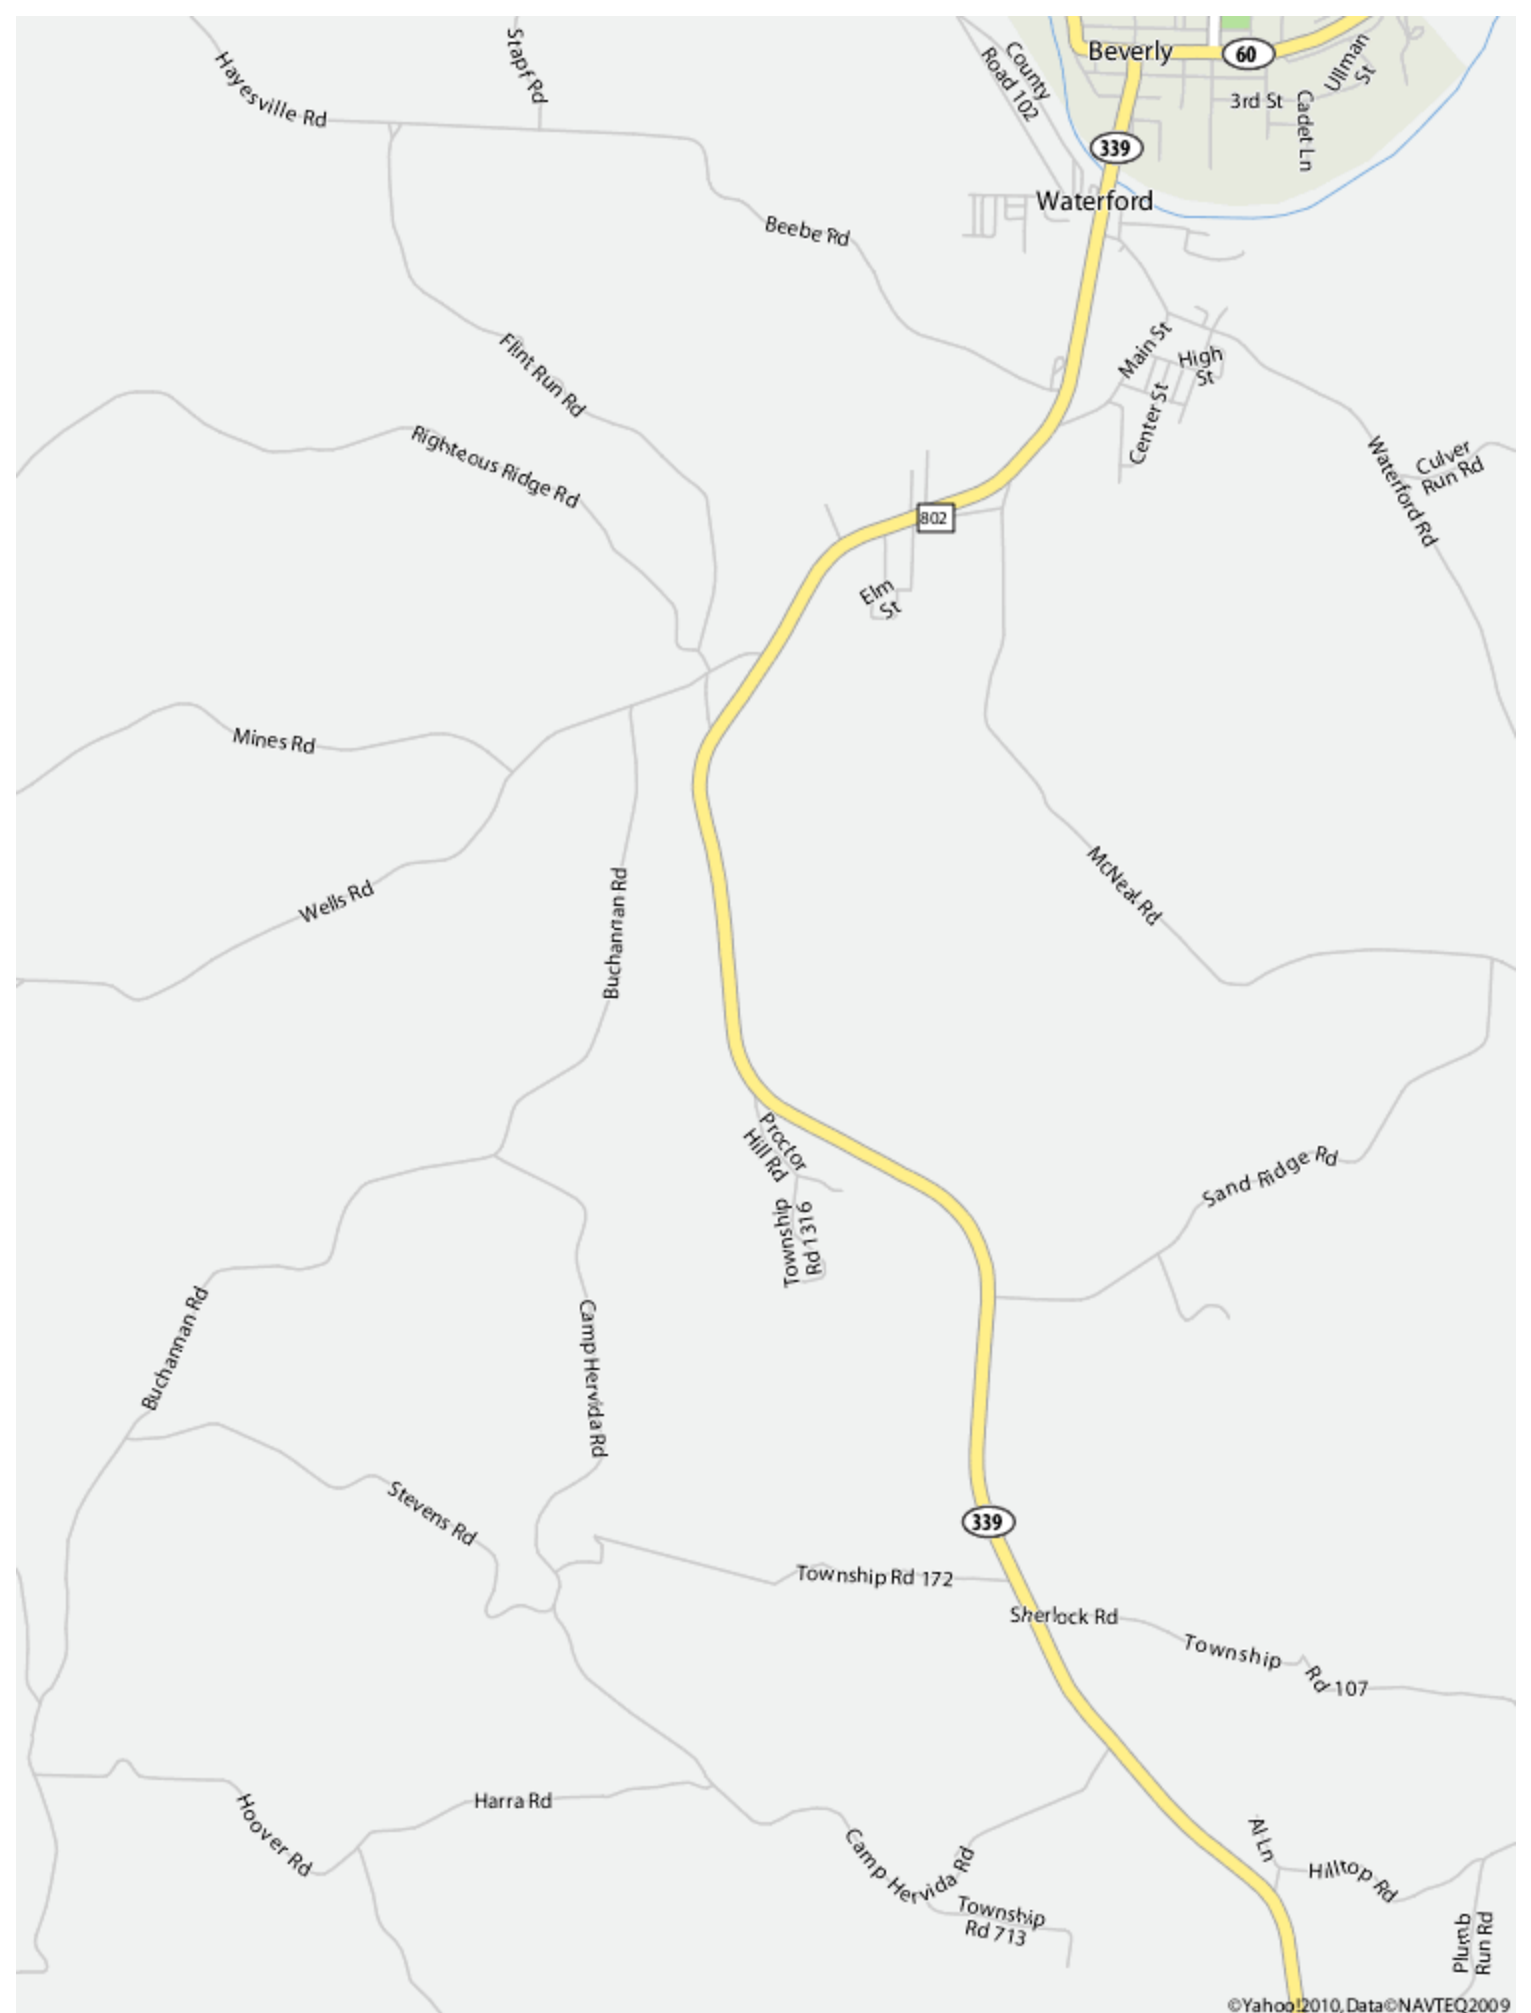 Hayesville Rd
Stapf Rd
County
Road 102
Beverly
60
Ullman
St
3rd St
Cadet Ln
339
Waterford
Beebe Rd
Flint Run Rd
Main St
High
St
Center St
Righteous Ridge Rd
Waterford Rd
Culver
Run Rd
802
Elm
St
Mines Rd
Wells Rd
Buchannan Rd
McNeal Rd
Proctor
Hill Rd
Township
Rd 1316
Sand Ridge Rd
Buchannan Rd
Camp Hervida Rd
Stevens Rd
339
Township Rd 172
Sherlock Rd
Township
Rd 107
Hoover Rd
Harra Rd
Camp Hervida Rd
Township
Rd 713
Al Ln
Hilltop Rd
Plumb
Run Rd
©Yahoo!2010, Data©NAVTEQ2009